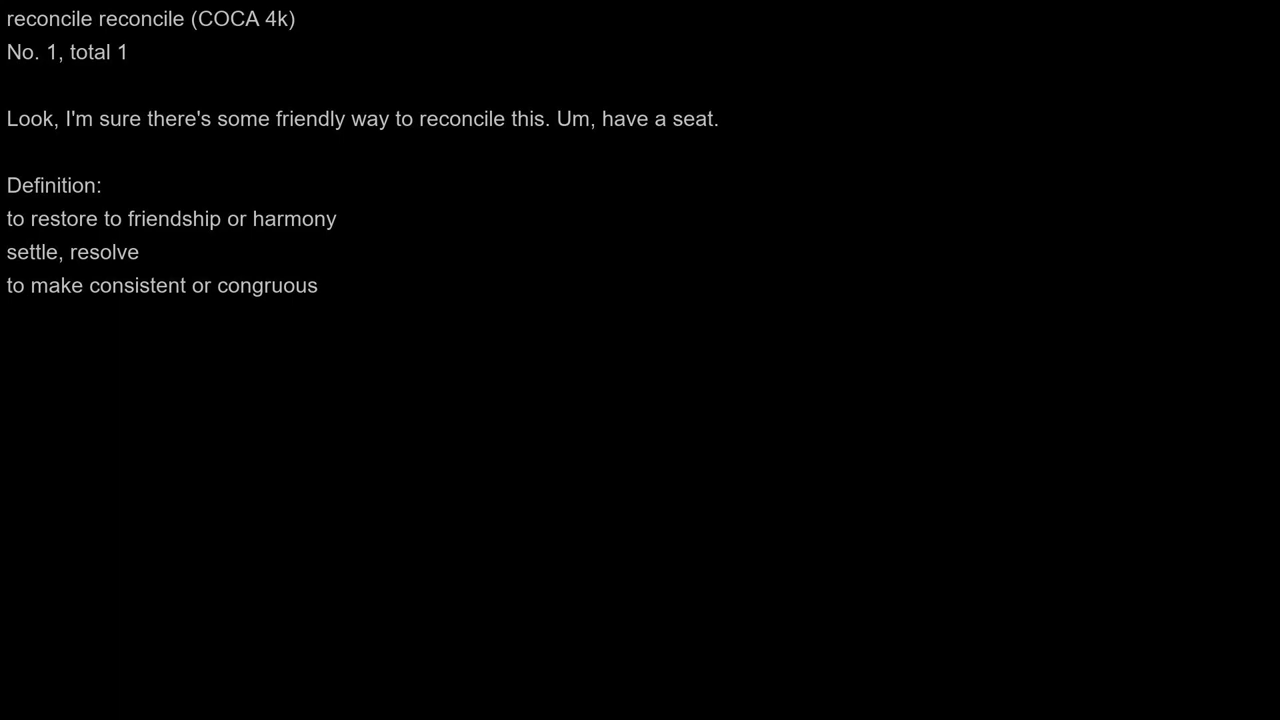 reconcile reconcile (COCA 4k)
No. 1, total 1
Look, I'm sure there's some friendly way to reconcile this. Um, have a seat.
Definition:
to restore to friendship or harmony
settle, resolve
to make consistent or congruous